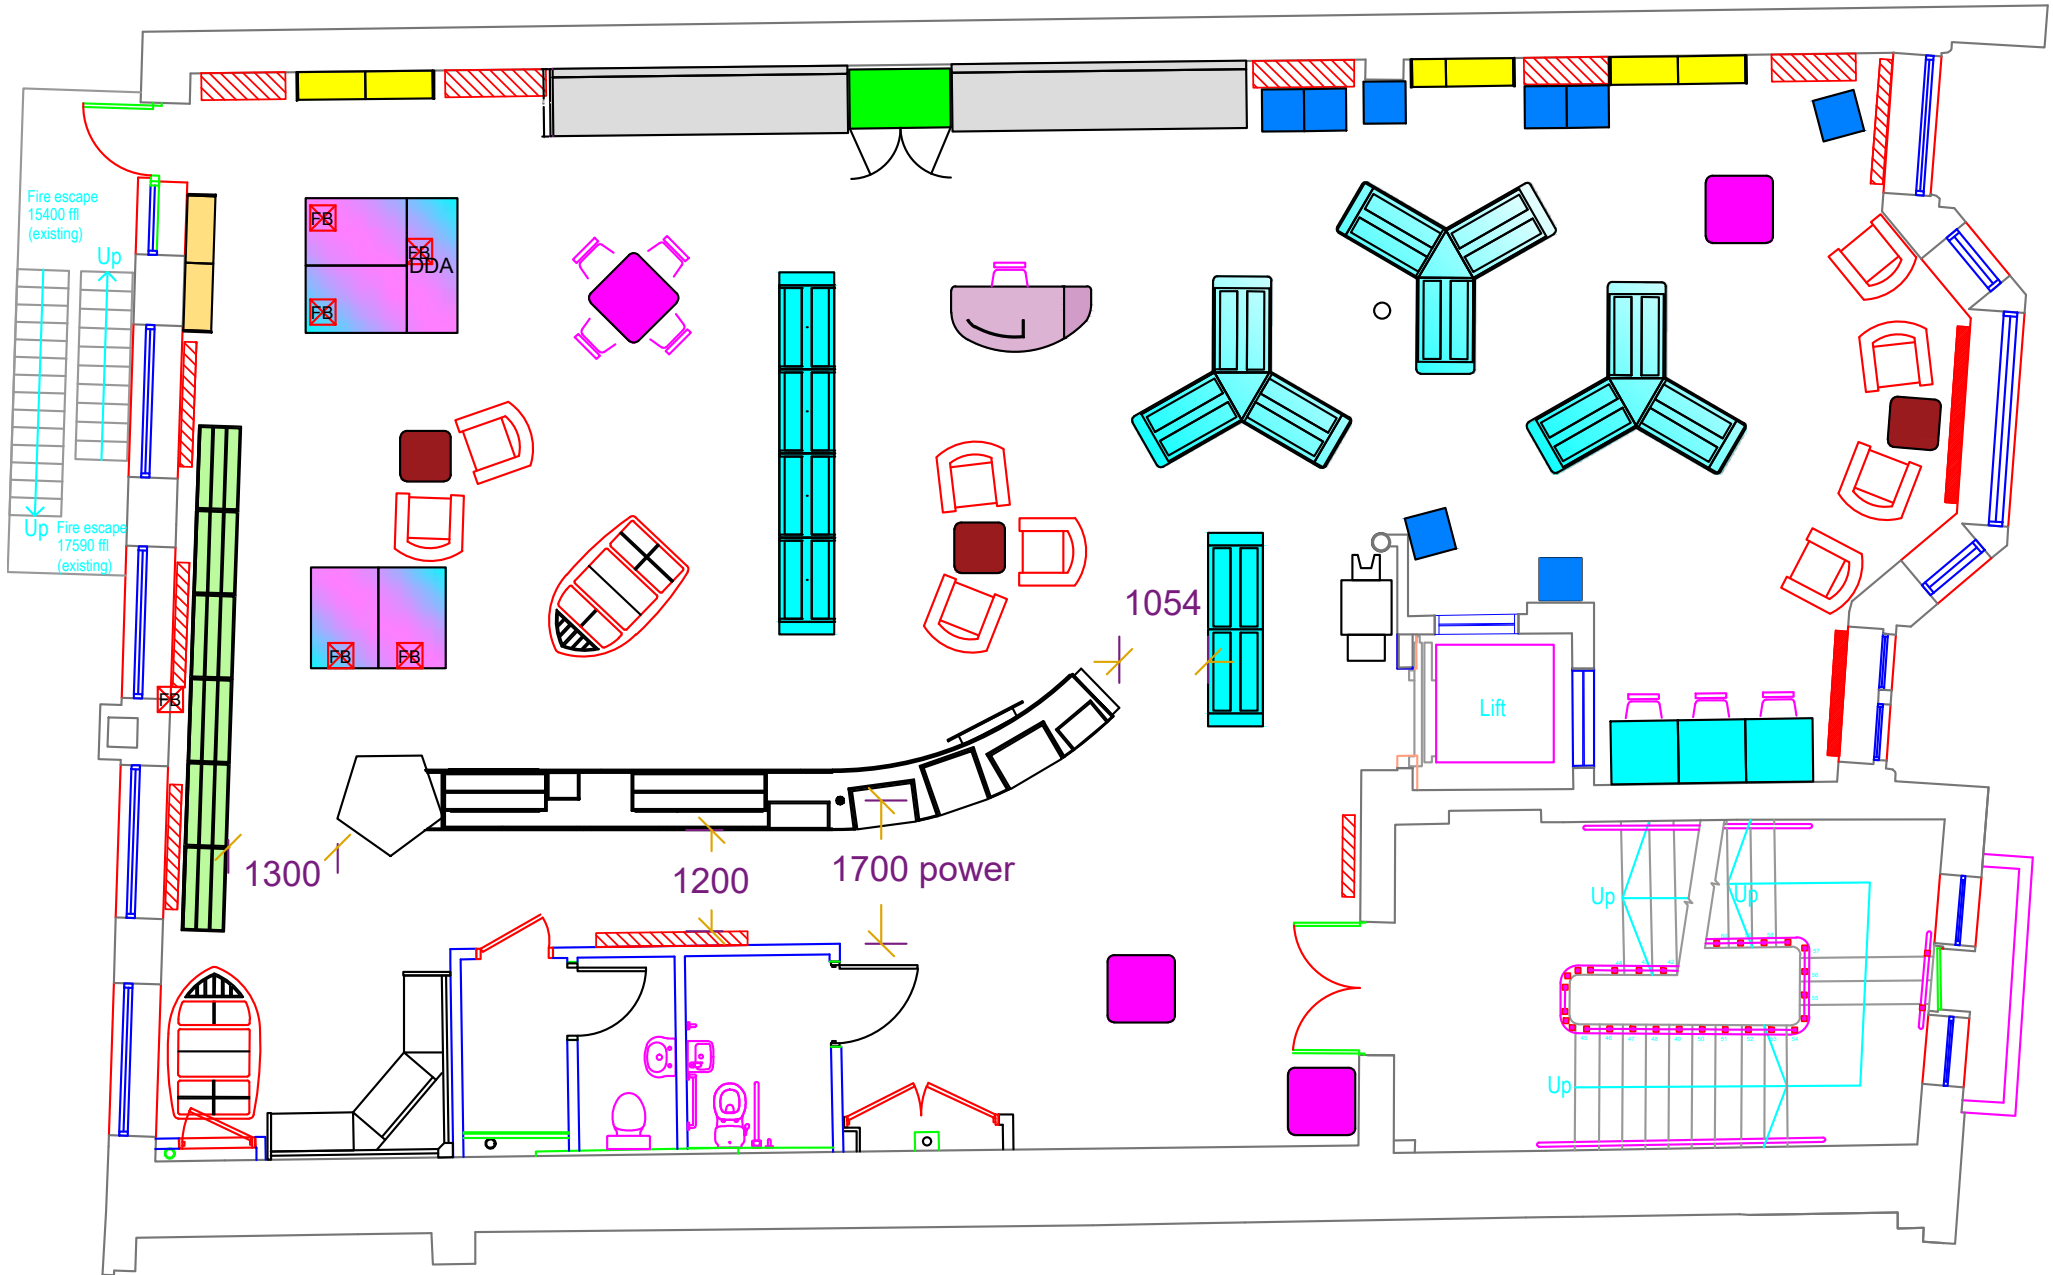 Fire escape
15400 ffl
(existing)
Up
Up
Fire escape
17590 ffl
(existing)
FB
FB
DDA
FB
FB
FB
FB
1054
Lift
1300
1200
1700 power
Up
Up
Up